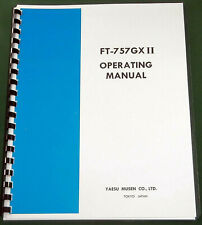 FT-757GX II
OPERATING
MANUAL
YAESU MUSEN CO., LTD.
TOKYO JAPAN